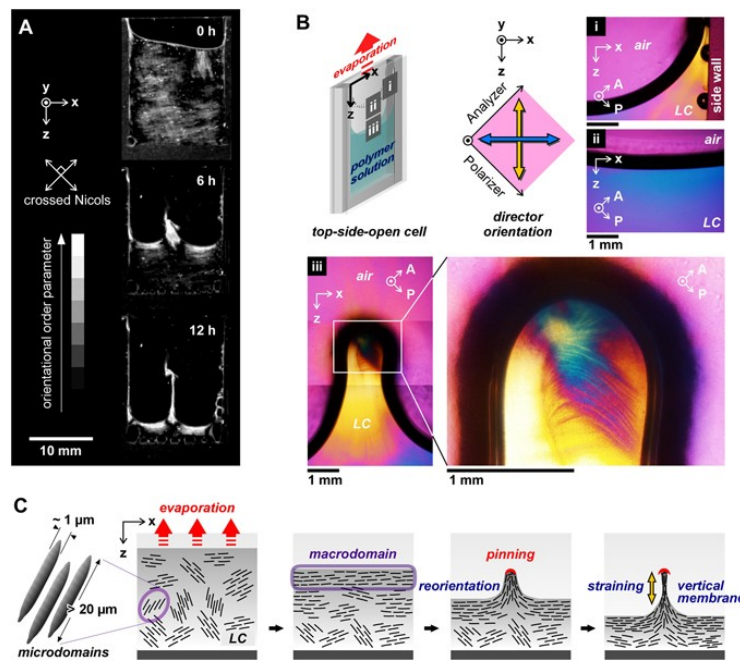 A
0 h
y
x
z
crossed Nicols
6 h
orientational order parameter
12 h
10 mm
B
evaporation
x
z
i
ii
iii
polymer
solution
top-side-open cell
y
x
z
Analyzer
Polarizer
director
orientation
i
x
z
air
A
P
LC
side wall
ii
air
x
z
A
P
LC
1 mm
iii
air
x
z
A
P
LC
1 mm
A
P
1 mm
C
~ 1 µm
> 20 µm
microdomains
x
z
evaporation
LC
macrodomain
pinning
reorientation
straining
vertical
membrane